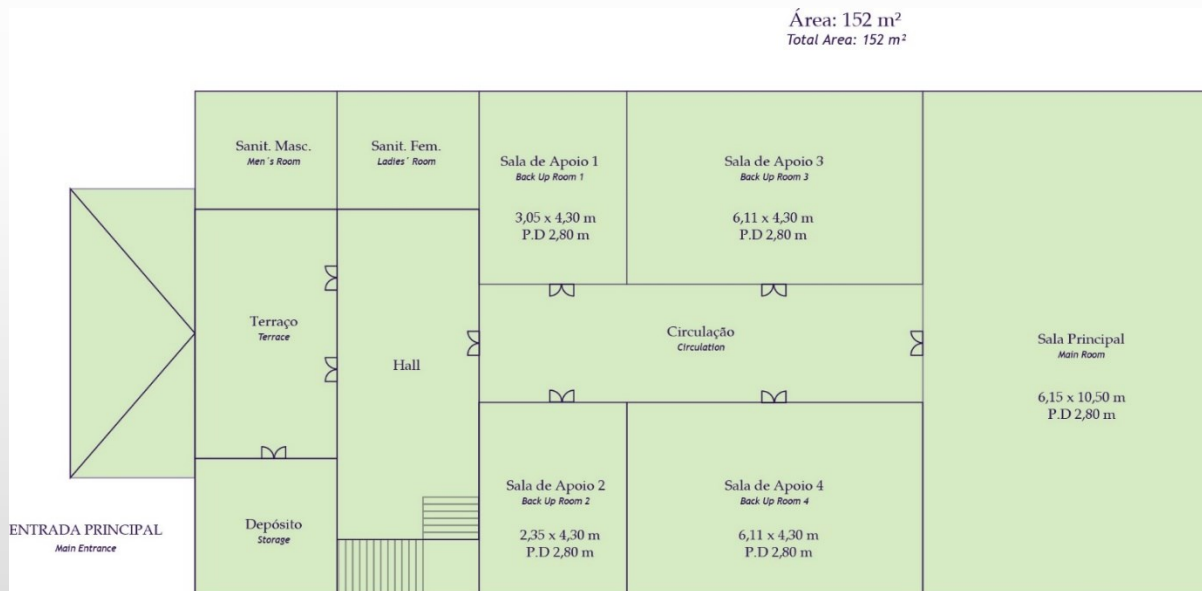 Área: 152 m²
Total Area: 152 m²
Sanit. Masc.
Men´s Room
Sanit. Fem.
Ladies´ Room
Sala de Apoio 1
Back Up Room 1
3,05 x 4,30 m
P.D 2,80 m
Sala de Apoio 3
Back Up Room 3
6,11 x 4,30 m
P.D 2,80 m
Terraço
Terrace
Hall
Circulação
Circulation
Sala Principal
Main Room
6,15 x 10,50 m
P.D 2,80 m
ENTRADA PRINCIPAL
Main Entrance
Depósito
Storage
Sala de Apoio 2
Back Up Room 2
2,35 x 4,30 m
P.D 2,80 m
Sala de Apoio 4
Back Up Room 4
6,11 x 4,30 m
P.D 2,80 m